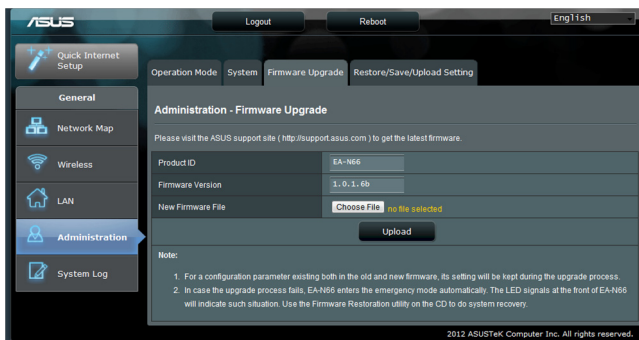 ASUS
Logout
Reboot
English
Quick Internet
Setup
Operation Mode
System
Firmware Upgrade
Restore/Save/Upload Setting
General
Network Map
Wireless
LAN
Administration
System Log
Administration - Firmware Upgrade
Please visit the ASUS support site ( http://support.asus.com ) to get the latest firmware.
Product ID
EA-N66
Firmware Version
1.0.1.6b
New Firmware File
Choose File no file selected
Upload
Note:
1. For a configuration parameter existing both in the old and new firmware, its setting will be kept during the upgrade process.
2. In case the upgrade process fails, EA-N66 enters the emergency mode automatically. The LED signals at the front of EA-N66
will indicate such situation. Use the Firmware Restoration utility on the CD to do system recovery.
2012 ASUSTeK Computer Inc. All rights reserved.